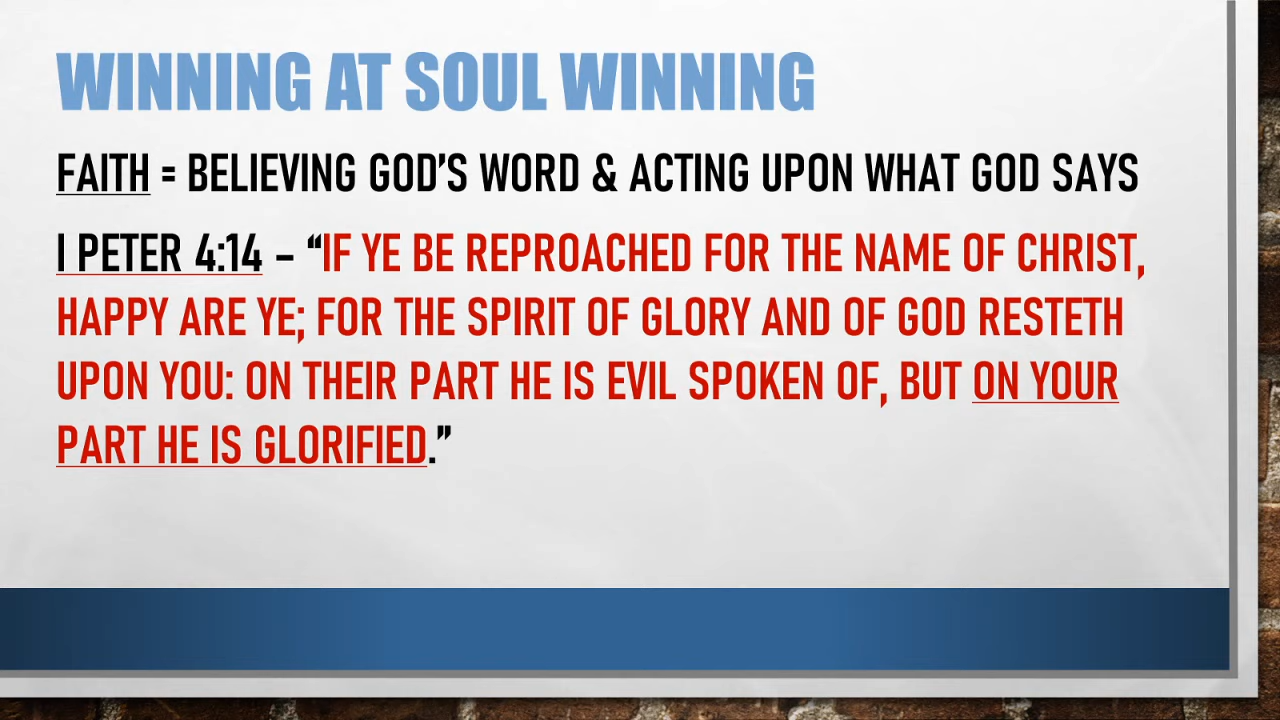 WINNING AT SOUL WINNING
FAITH = BELIEVING GOD'S WORD & ACTING UPON WHAT GOD SAYS
I PETER 4:14 – “IF YE BE REPROACHED FOR THE NAME OF CHRIST,
HAPPY ARE YE; FOR THE SPIRIT OF GLORY AND OF GOD RESTETH
UPON YOU: ON THEIR PART HE IS EVIL SPOKEN OF, BUT ON YOUR
PART HE IS GLORIFIED.”